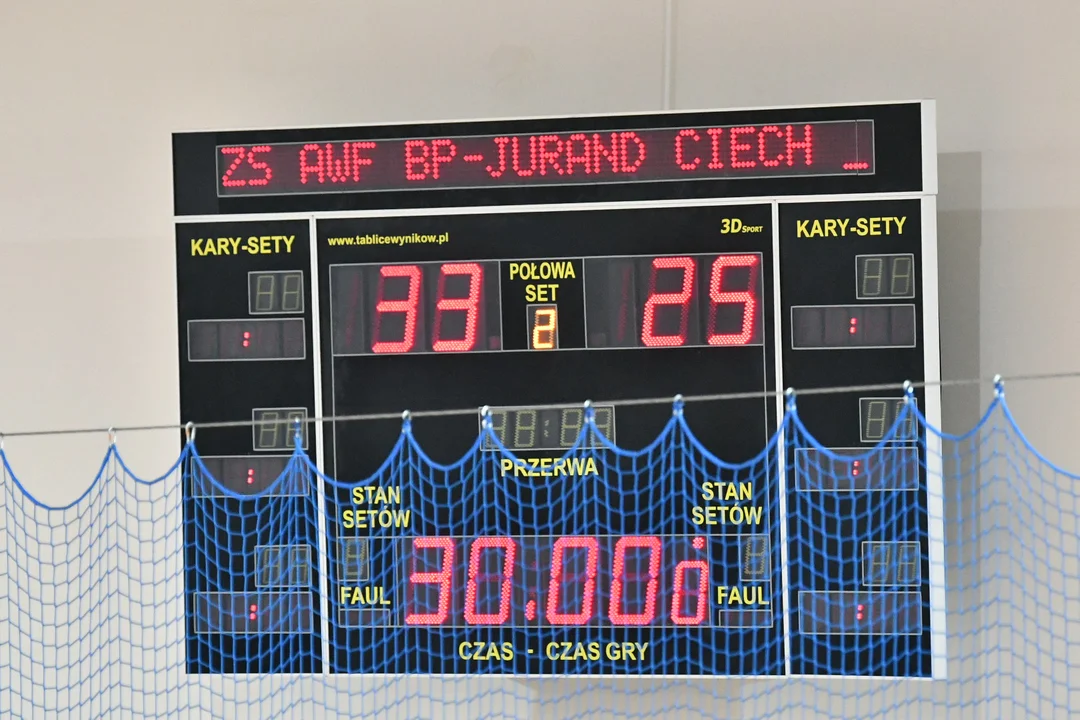 ZS AWF BP-JURAND CIECH _
KARY-SETY
www.tablicewynikow.pl
3D SPORT
KARY-SETY
33
POŁOWA
SET
2
25
:
:
PRZERWA
:
:
STAN
SETÓW
STAN
SETÓW
30.00
FAUL
FAUL
:
:
CZAS - CZAS GRY